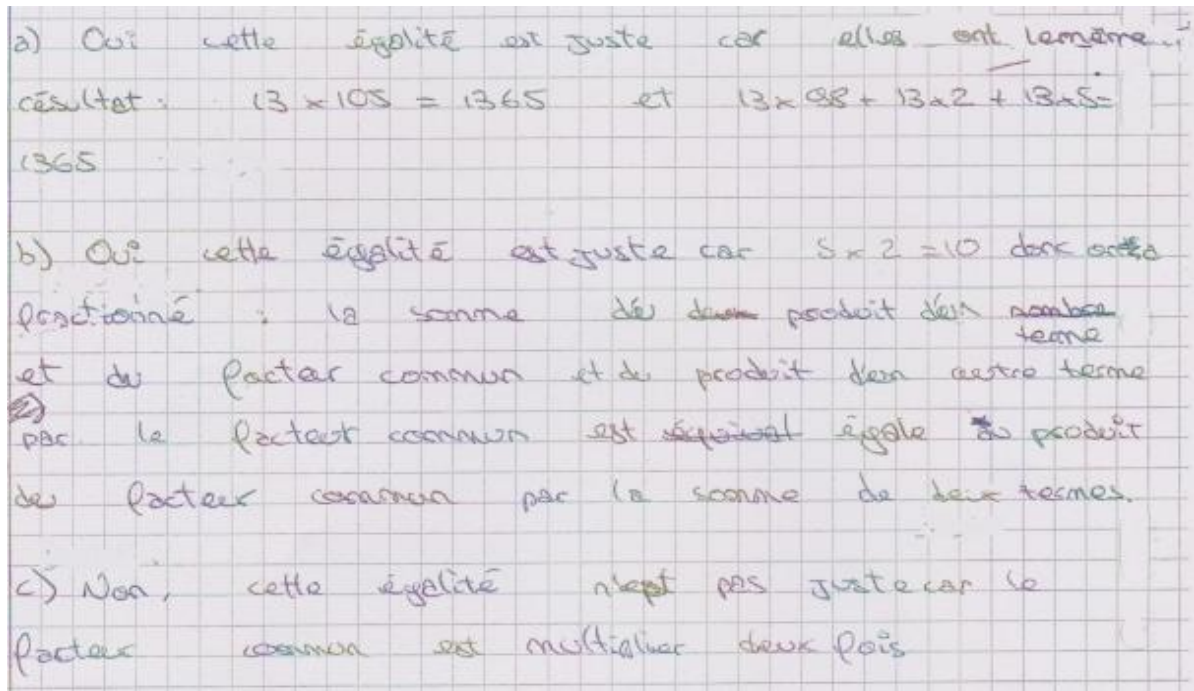 a) Oui cette égalité est juste car elles ont le même
résultat : 13 x 105 = 1365 et 13 x 98 + 13 x 2 + 13 x 5 =
1365
b) Oui cette égalité est juste car 5 x 2 = 10 donc
fractionné : la somme du produit d'un terme
et du facteur commun et du produit d'un autre terme
par le facteur commun est égale au produit
du facteur commun par la somme de deux termes.
c) Non, cette égalité n'est pas juste car le
facteur commun est multiplier deux fois